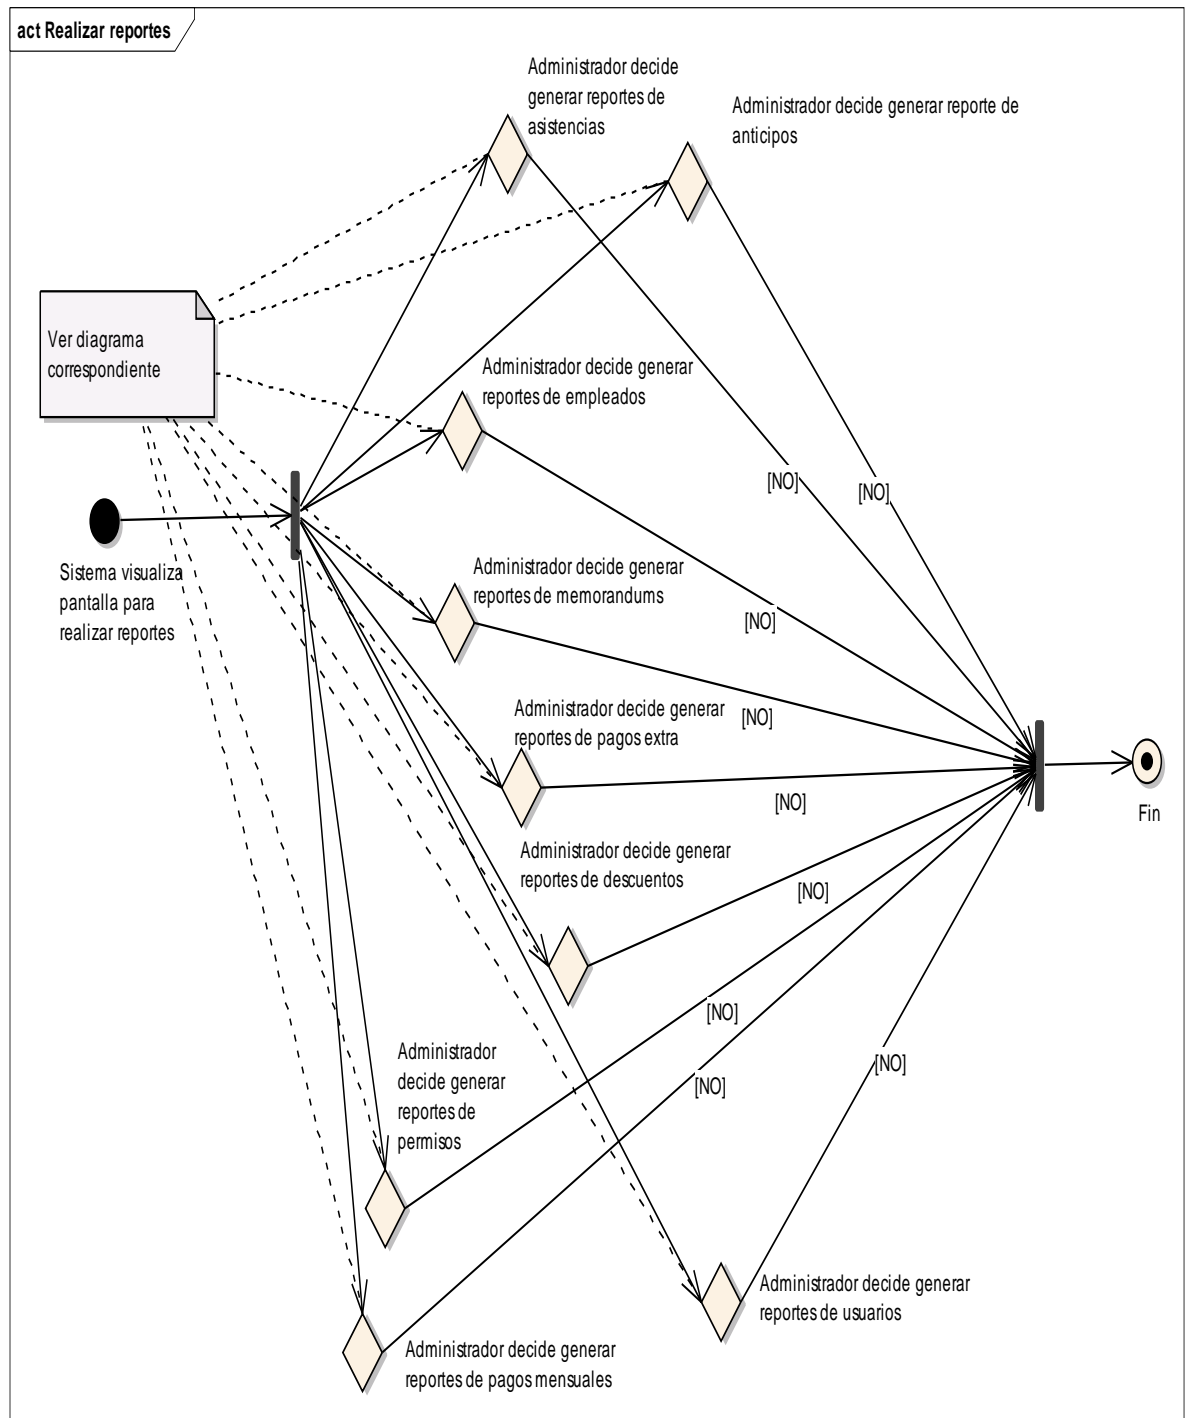 act Realizar reportes
Administrador decide
generar reportes de
asistencias
Administrador decide generar reporte de
anticipos
Ver diagrama
correspondiente
Administrador decide generar
reportes de empleados
[NO]
[NO]
Sistema visualiza
pantalla para
realizar reportes
Administrador decide generar
reportes de memorandums
[NO]
Administrador decide generar
reportes de pagos extra
[NO]
[NO]
Fin
Administrador decide generar
reportes de descuentos
[NO]
[NO]
Administrador
decide generar
reportes de
permisos
[NO]
[NO]
Administrador decide generar
reportes de usuarios
Administrador decide generar
reportes de pagos mensuales